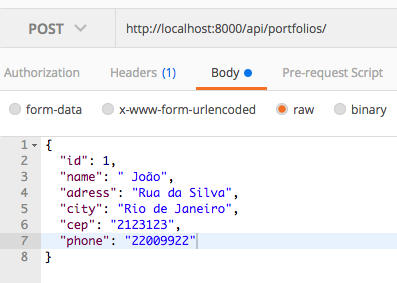 POST http://localhost:8000/api/portfolios/
Authorization Headers (1) Body Pre-request Script
form-data x-www-form-urlencoded raw binary
1 {
2 "id": 1,
3 "name": " João",
4 "adress": "Rua da Silva",
5 "city": "Rio de Janeiro",
6 "cep": "2123123",
7 "phone": "22009922"
8 }